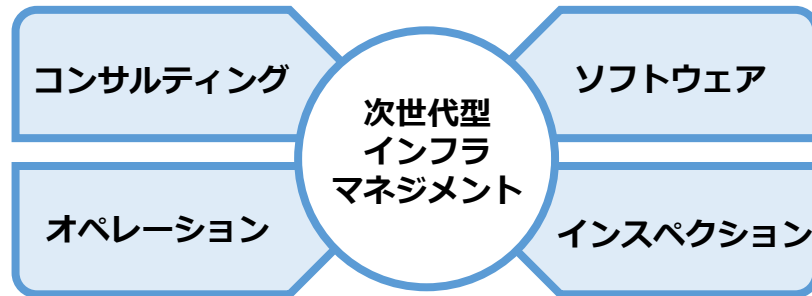 コンサルティング
ソフトウェア
次世代型
インフラ
マネジメント
オペレーション
インスペクション